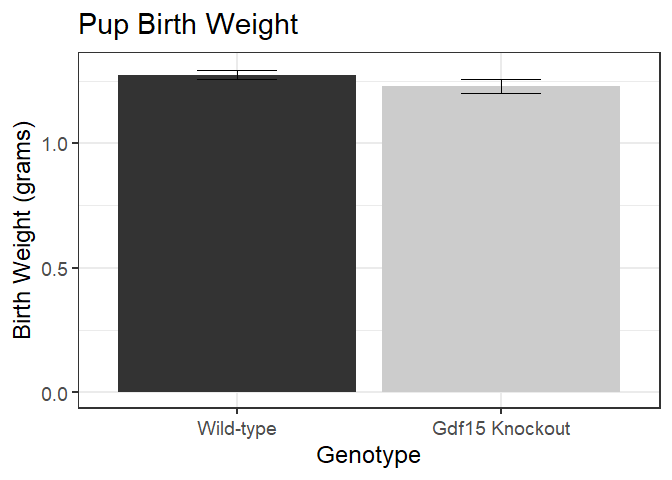 Pup Birth Weight
Birth Weight (grams)
1.0
0.5
0.0
Wild-type
Gdf15 Knockout
Genotype